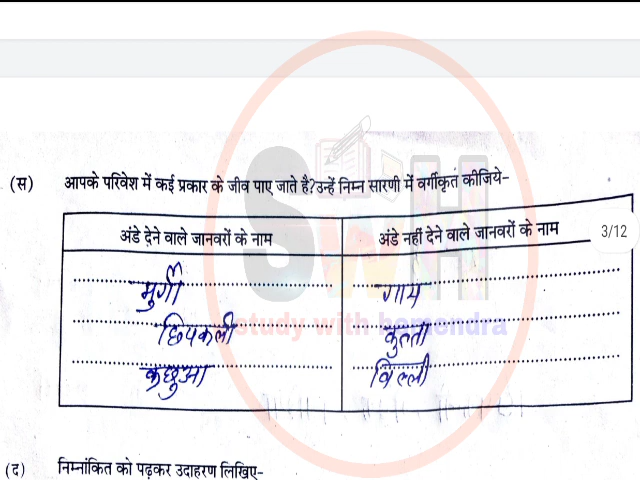 3/12
(स) आपके परिवेश में कई प्रकार के जीव पाए जाते है?उन्हें निम्न सारणी में वर्गीकृत कीजिये-
अंडे देने वाले जानवरों के नाम अंडे नहीं देने वाले जानवरों के नाम
मुर्गी गाय
छिपकली कुत्ता
कछुआ बिल्ली
SWH
study with hemendra
(द) निम्नांकित को पढ़कर उदाहरण लिखिए-